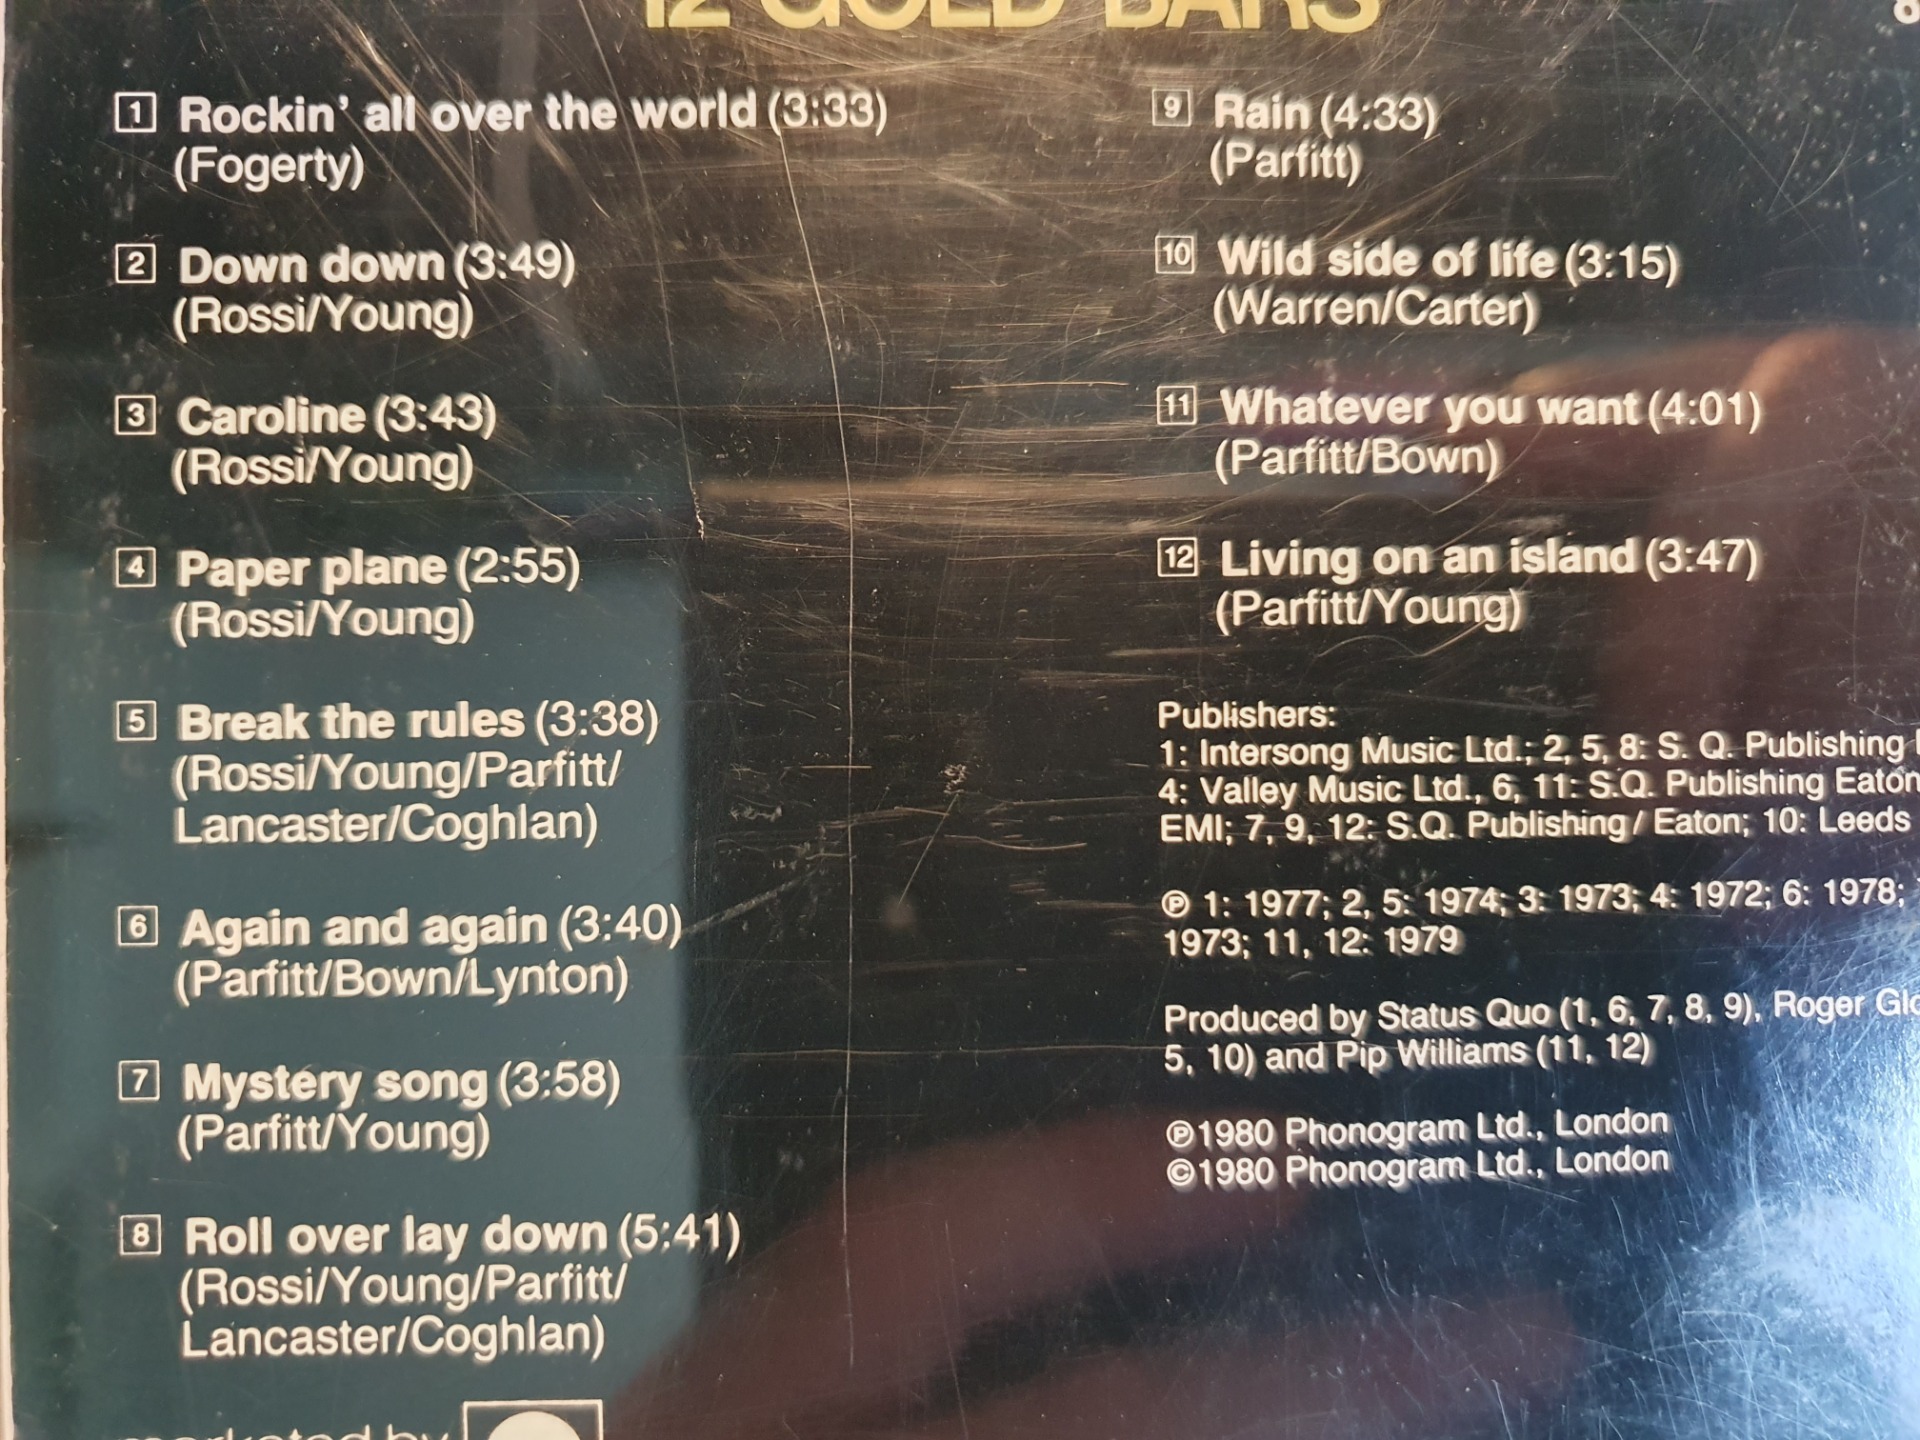 12 GOLD BARS
1 Rockin' all over the world (3:33)
(Fogerty)
2 Down down (3:49)
(Rossi/Young)
3 Caroline (3:43)
(Rossi/Young)
4 Paper plane (2:55)
(Rossi/Young)
5 Break the rules (3:38)
(Rossi/Young/Parfitt/
Lancaster/Coghlan)
6 Again and again (3:40)
(Parfitt/Bown/Lynton)
7 Mystery song (3:58)
(Parfitt/Young)
8 Roll over lay down (5:41)
(Rossi/Young/Parfitt/
Lancaster/Coghlan)
marketed by
9 Rain (4:33)
(Parfitt)
10 Wild side of life (3:15)
(Warren/Carter)
11 Whatever you want (4:01)
(Parfitt/Bown)
12 Living on an island (3:47)
(Parfitt/Young)
Publishers:
1: Intersong Music Ltd.; 2, 5, 8: S. Q. Publishing
4: Valley Music Ltd., 6, 11: S.Q. Publishing Eaton
EMI; 7, 9, 12: S.Q. Publishing / Eaton; 10: Leeds
℗ 1: 1977; 2, 5: 1974; 3: 1973; 4: 1972; 6: 1978;
1973; 11, 12: 1979
Produced by Status Quo (1, 6, 7, 8, 9), Roger Glo
5, 10) and Pip Williams (11, 12)
℗1980 Phonogram Ltd., London
©1980 Phonogram Ltd., London